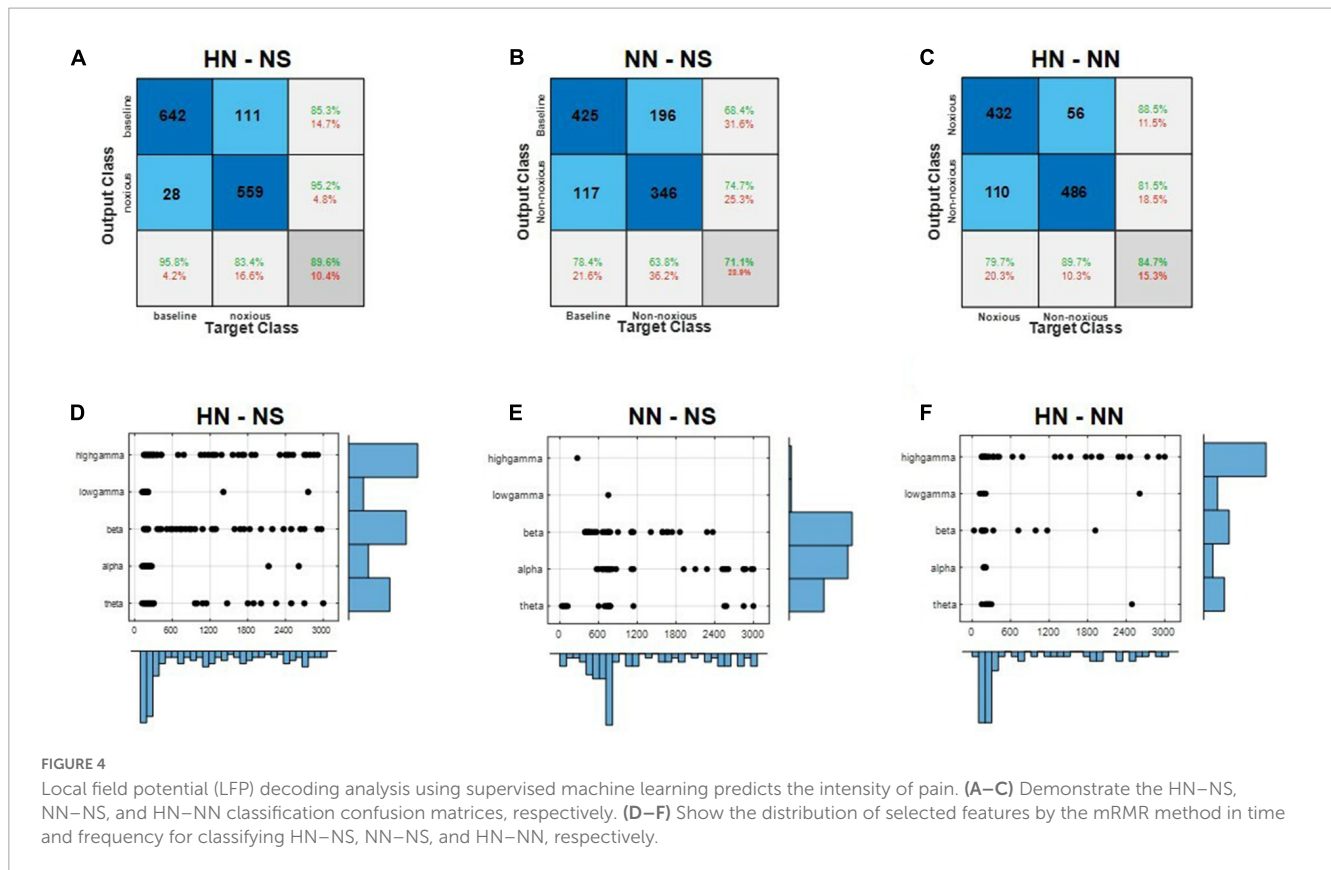 A
HN - NS
B
NN - NS
C
HN - NN
Output Class
baseline
642
111
85.3%
14.7%
noxious
28
559
95.2%
4.8%
95.8%
4.2%
83.4%
16.6%
89.6%
10.4%
baseline
noxious
Target Class
Output Class
Baseline
425
196
68.4%
31.6%
Non-noxious
117
346
74.7%
25.3%
78.4%
21.6%
63.8%
36.2%
71.1%
28.9%
Baseline
Non-noxious
Target Class
Output Class
Noxious
432
56
88.5%
11.5%
Non-noxious
110
486
81.5%
18.5%
79.7%
20.3%
89.7%
10.3%
84.7%
15.3%
Noxious
Non-noxious
Target Class
D
HN - NS
highgamma
lowgamma
beta
alpha
theta
0 600 1200 1800 2400 3000
E
NN - NS
highgamma
lowgamma
beta
alpha
theta
0 600 1200 1800 2400 3000
F
HN - NN
highgamma
lowgamma
beta
alpha
theta
0 600 1200 1800 2400 3000
FIGURE 4
Local field potential (LFP) decoding analysis using supervised machine learning predicts the intensity of pain. (A–C) Demonstrate the HN–NS,
NN–NS, and HN–NN classification confusion matrices, respectively. (D–F) Show the distribution of selected features by the mRMR method in time
and frequency for classifying HN–NS, NN–NS, and HN–NN, respectively.